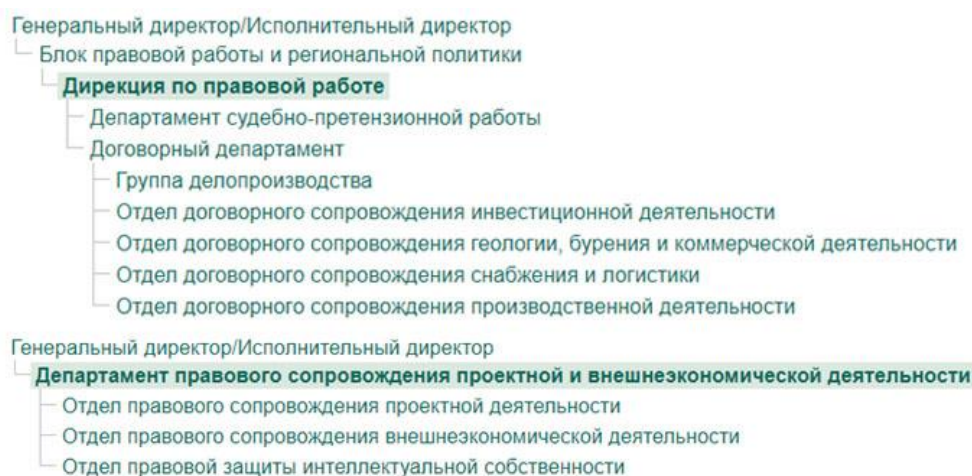 Генеральный директор/Исполнительный директор
Блок правовой работы и региональной политики
Дирекция по правовой работе
Департамент судебно-претензионной работы
Договорный департамент
Группа делопроизводства
Отдел договорного сопровождения инвестиционной деятельности
Отдел договорного сопровождения геологии, бурения и коммерческой деятельности
Отдел договорного сопровождения снабжения и логистики
Отдел договорного сопровождения производственной деятельности
Генеральный директор/Исполнительный директор
Департамент правового сопровождения проектной и внешнеэкономической деятельности
Отдел правового сопровождения проектной деятельности
Отдел правового сопровождения внешнеэкономической деятельности
Отдел правовой защиты интеллектуальной собственности